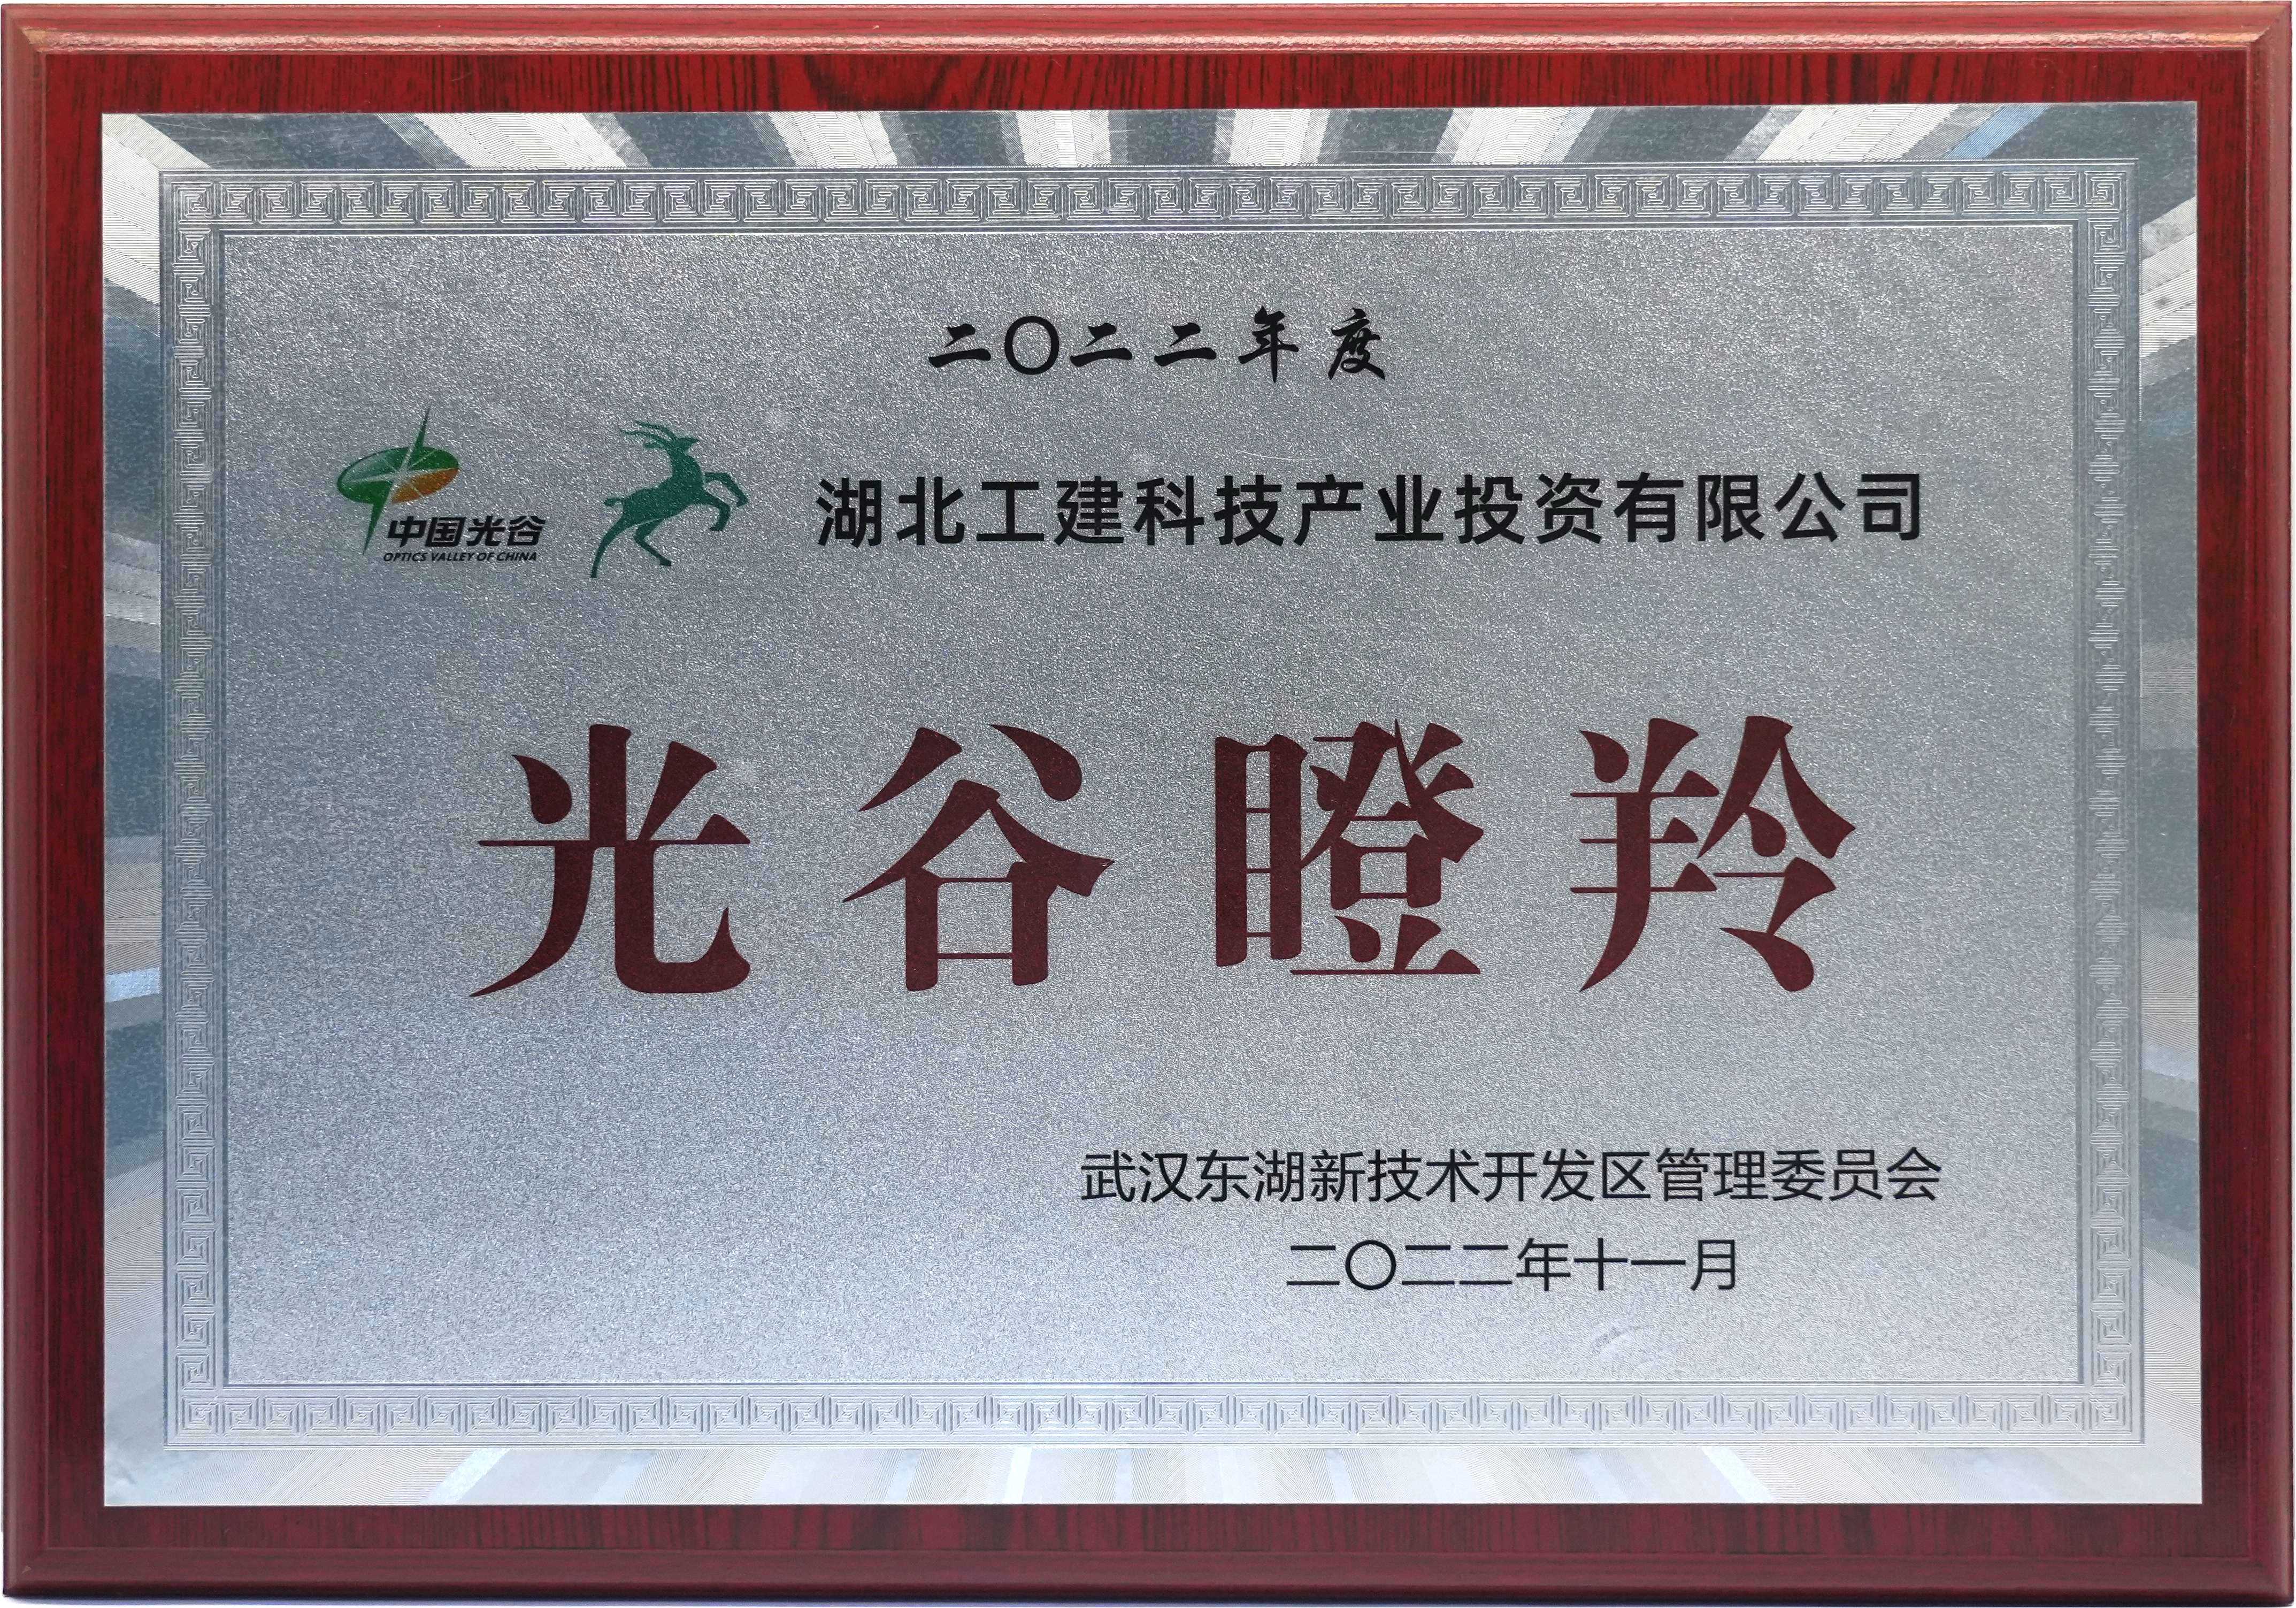 二〇二二年度
中国光谷
OPTICS VALLEY OF CHINA
湖北工建科技产业投资有限公司
光谷瞪羚
武汉东湖新技术开发区管理委员会
二〇二二年十一月